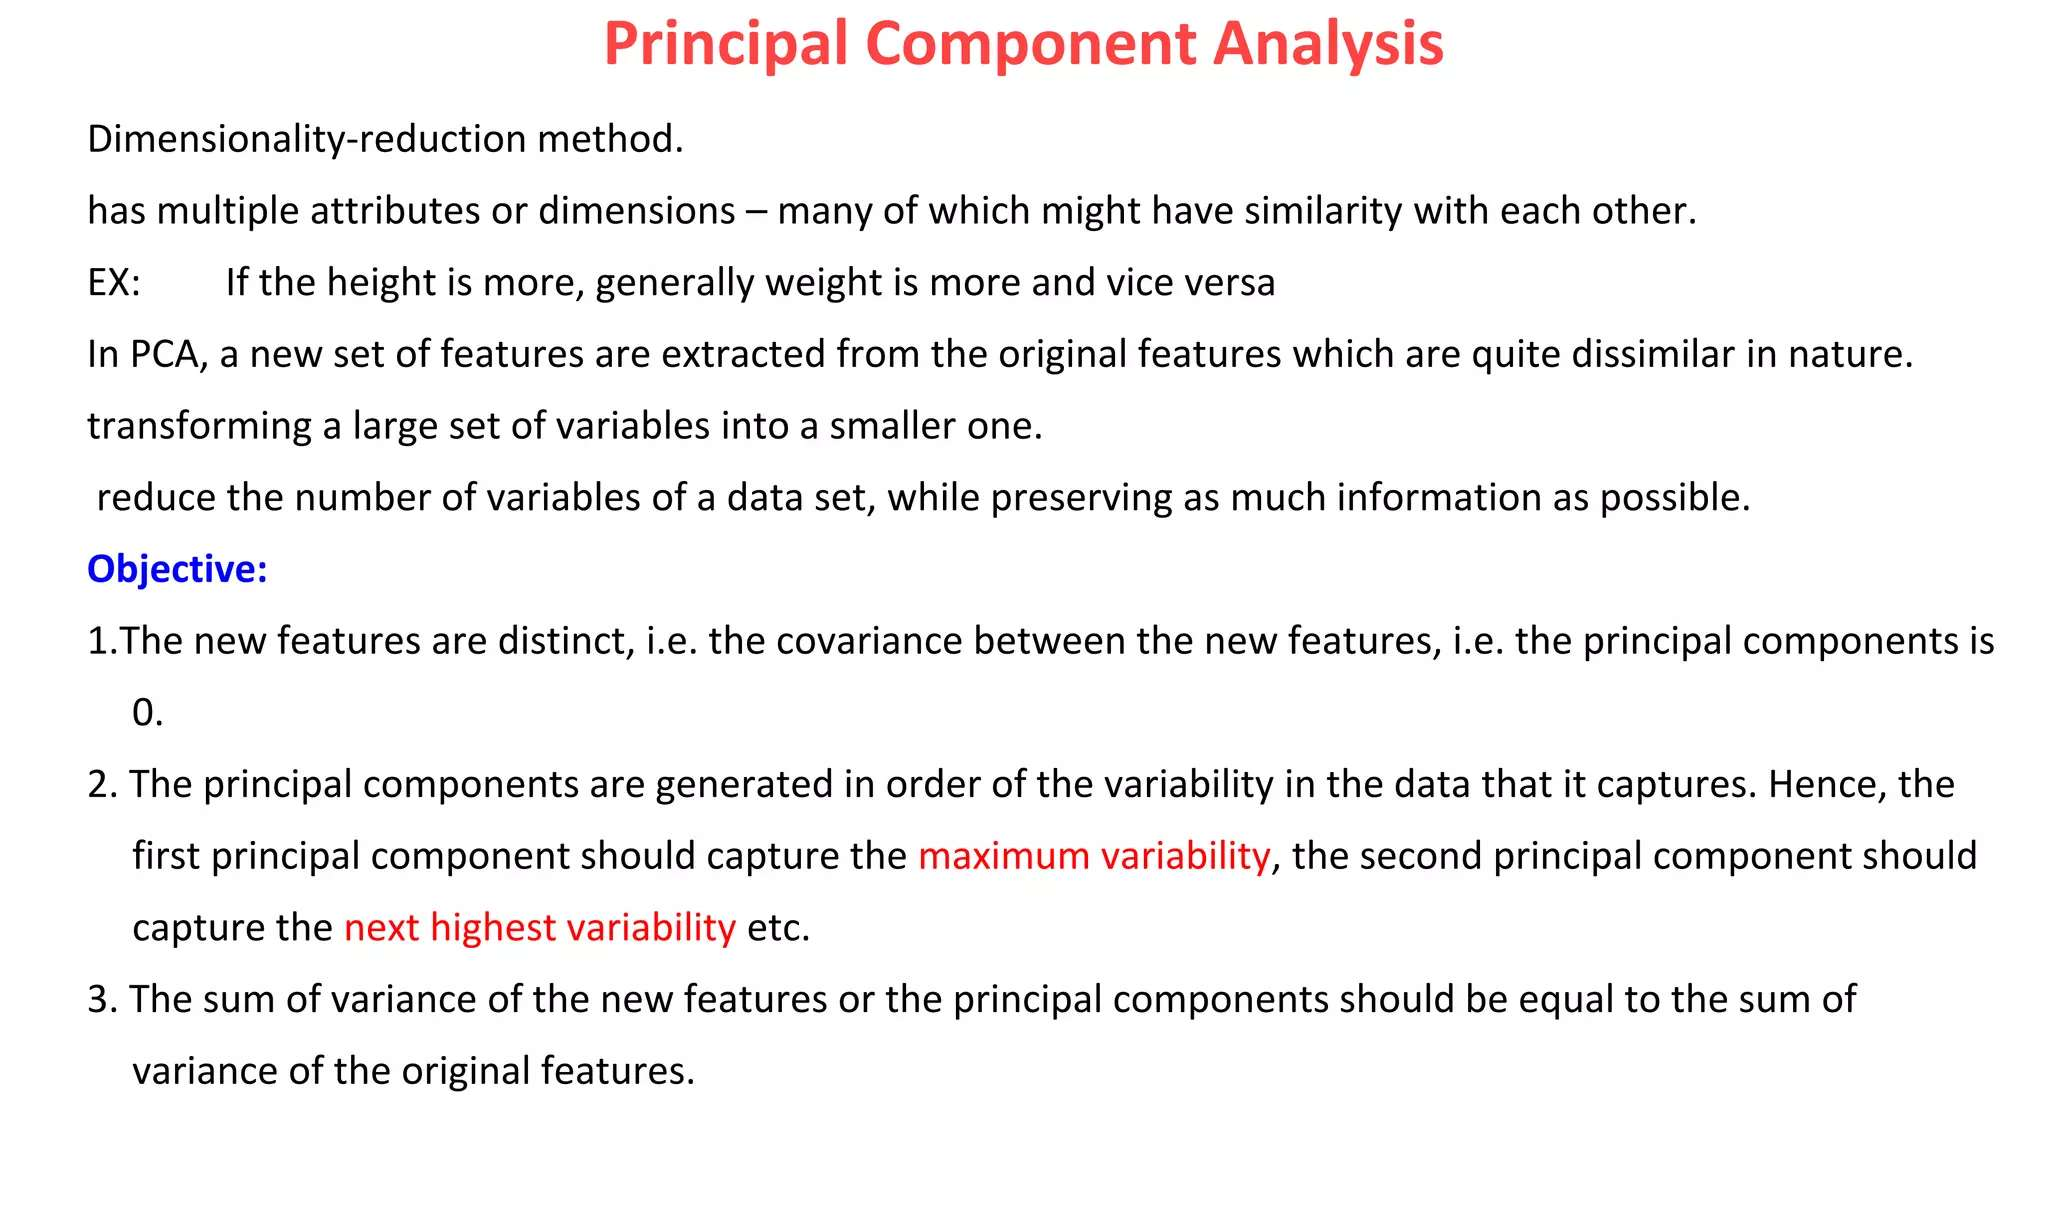 Principal Component Analysis
Dimensionality-reduction method.
has multiple attributes or dimensions – many of which might have similarity with each other.
EX: If the height is more, generally weight is more and vice versa
In PCA, a new set of features are extracted from the original features which are quite dissimilar in nature.
transforming a large set of variables into a smaller one.
reduce the number of variables of a data set, while preserving as much information as possible.
Objective:
1.The new features are distinct, i.e. the covariance between the new features, i.e. the principal components is
0.
2. The principal components are generated in order of the variability in the data that it captures. Hence, the
first principal component should capture the maximum variability, the second principal component should
capture the next highest variability etc.
3. The sum of variance of the new features or the principal components should be equal to the sum of
variance of the original features.